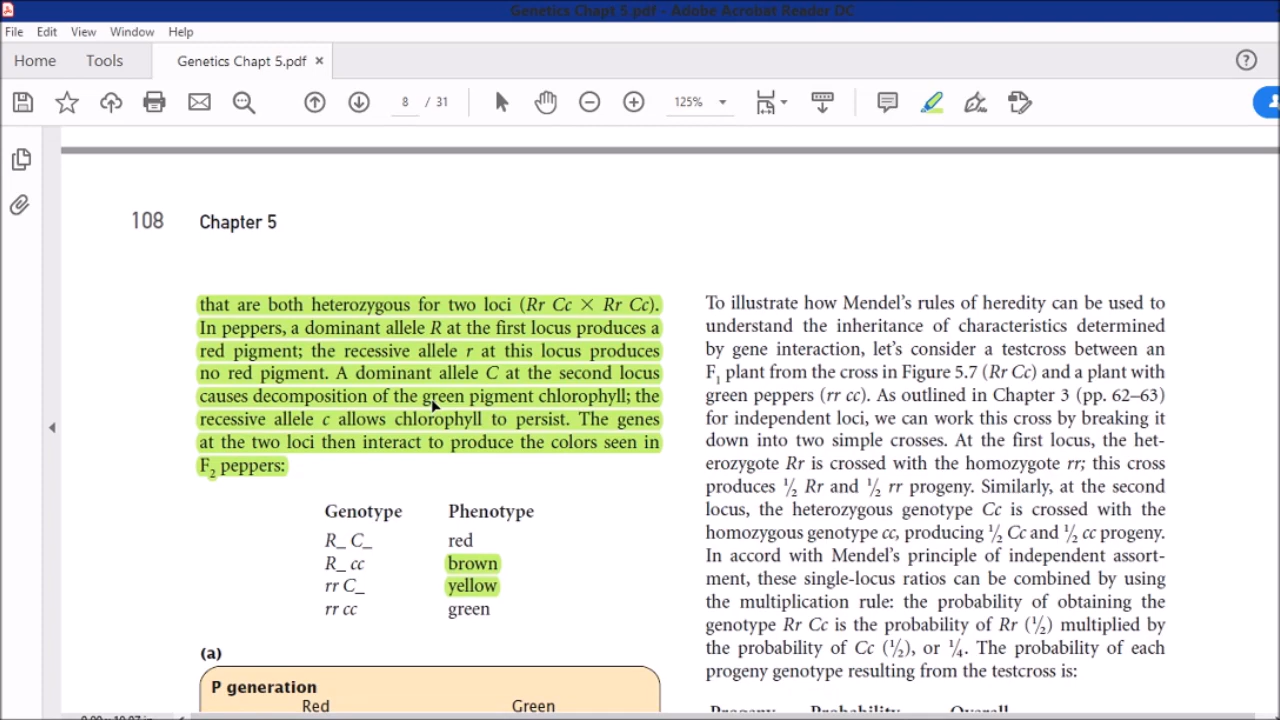 Genetics Chapt 5.pdf - Adobe Acrobat Reader DC
File Edit View Window Help
Home Tools Genetics Chapt 5.pdf ×
8 / 31 125%
108 Chapter 5
that are both heterozygous for two loci (Rr Cc × Rr Cc).
In peppers, a dominant allele R at the first locus produces a
red pigment; the recessive allele r at this locus produces
no red pigment. A dominant allele C at the second locus
causes decomposition of the green pigment chlorophyll; the
recessive allele c allows chlorophyll to persist. The genes
at the two loci then interact to produce the colors seen in
F₂ peppers:
Genotype Phenotype
R_ C_ red
R_ cc brown
rr C_ yellow
rr cc green
(a)
P generation
Red Green
To illustrate how Mendel’s rules of heredity can be used to
understand the inheritance of characteristics determined
by gene interaction, let’s consider a testcross between an
F₁ plant from the cross in Figure 5.7 (Rr Cc) and a plant with
green peppers (rr cc). As outlined in Chapter 3 (pp. 62–63)
for independent loci, we can work this cross by breaking it
down into two simple crosses. At the first locus, the het-
erozygote Rr is crossed with the homozygote rr; this cross
produces ½ Rr and ½ rr progeny. Similarly, at the second
locus, the heterozygous genotype Cc is crossed with the
homozygous genotype cc, producing ½ Cc and ½ cc progeny.
In accord with Mendel’s principle of independent assort-
ment, these single-locus ratios can be combined by using
the multiplication rule: the probability of obtaining the
genotype Rr Cc is the probability of Rr (½) multiplied by
the probability of Cc (½), or ¼. The probability of each
progeny genotype resulting from the testcross is:
Progeny Probability Overall